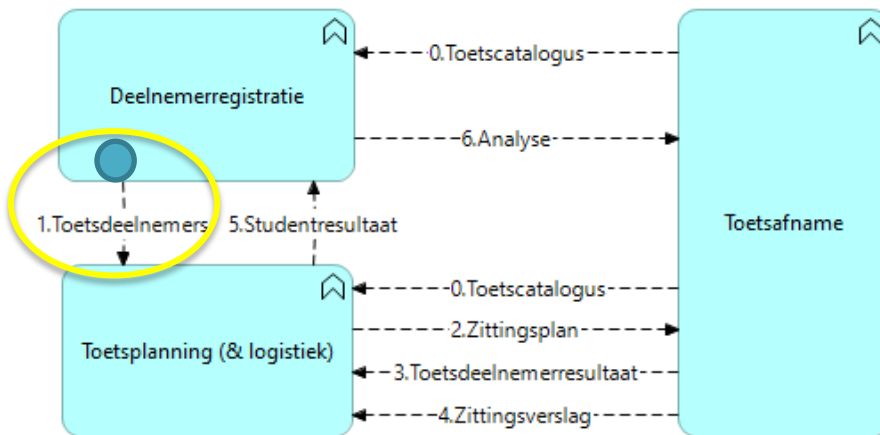 0.Toetscatalogus
Deelnemerregistratie
6.Analyse
1.Toetsdeelnemers
5.Studentresultaat
Toetsafname
0.Toetscatalogus
2.Zittingsplan
Toetsplanning (& logistiek)
3.Toetsdeelnemerresultaat
4.Zittingsverslag